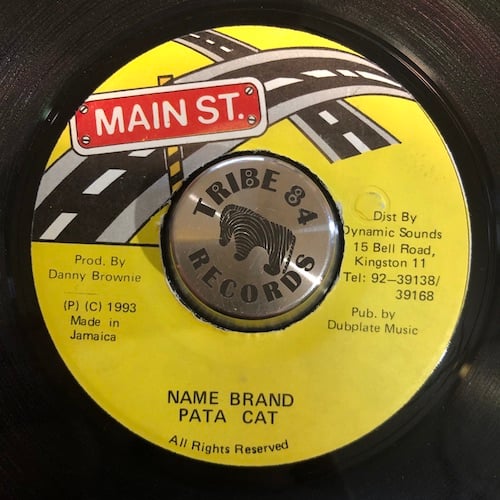 MAIN ST.
TRIBE 84
RECORDS
Prod. By
Danny Brownie
(P) (C) 1993
Made in
Jamaica
Dist By
Dynamic Sounds
15 Bell Road,
Kingston 11
Tel: 92—39138/
39168
Pub. by
Dubplate Music
NAME BRAND
PATA CAT
All Rights Reserved